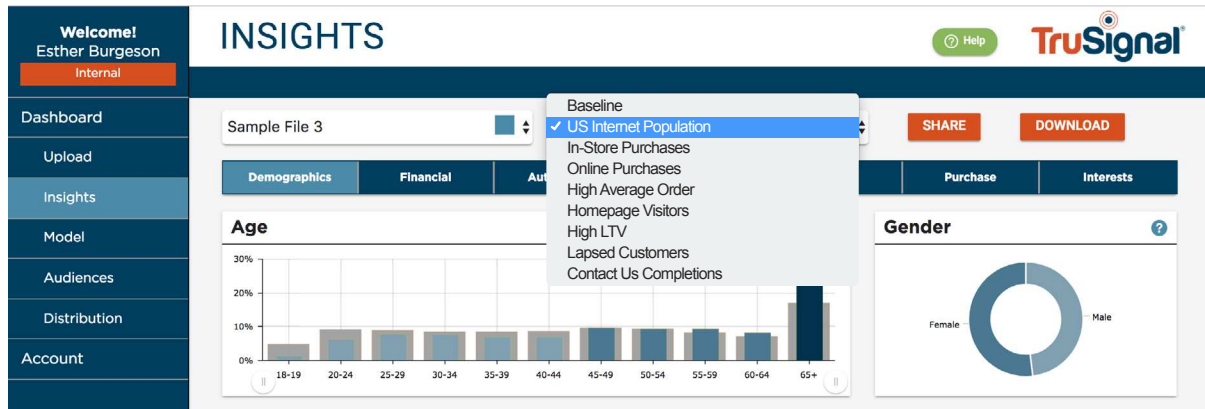 Welcome!
Esther Burgeson
Internal
INSIGHTS
Help
TruSignal
Dashboard
Upload
Insights
Model
Audiences
Distribution
Account
Sample File 3
Baseline
US Internet Population
In-Store Purchases
Online Purchases
High Average Order
Homepage Visitors
High LTV
Lapsed Customers
Contact Us Completions
SHARE
DOWNLOAD
Demographics
Financial
Purchase
Interests
Age
30%
20%
10%
0%
18-19 20-24 25-29 30-34 35-39 40-44 45-49 50-54 55-59 60-64 65+
Gender
Female
Male